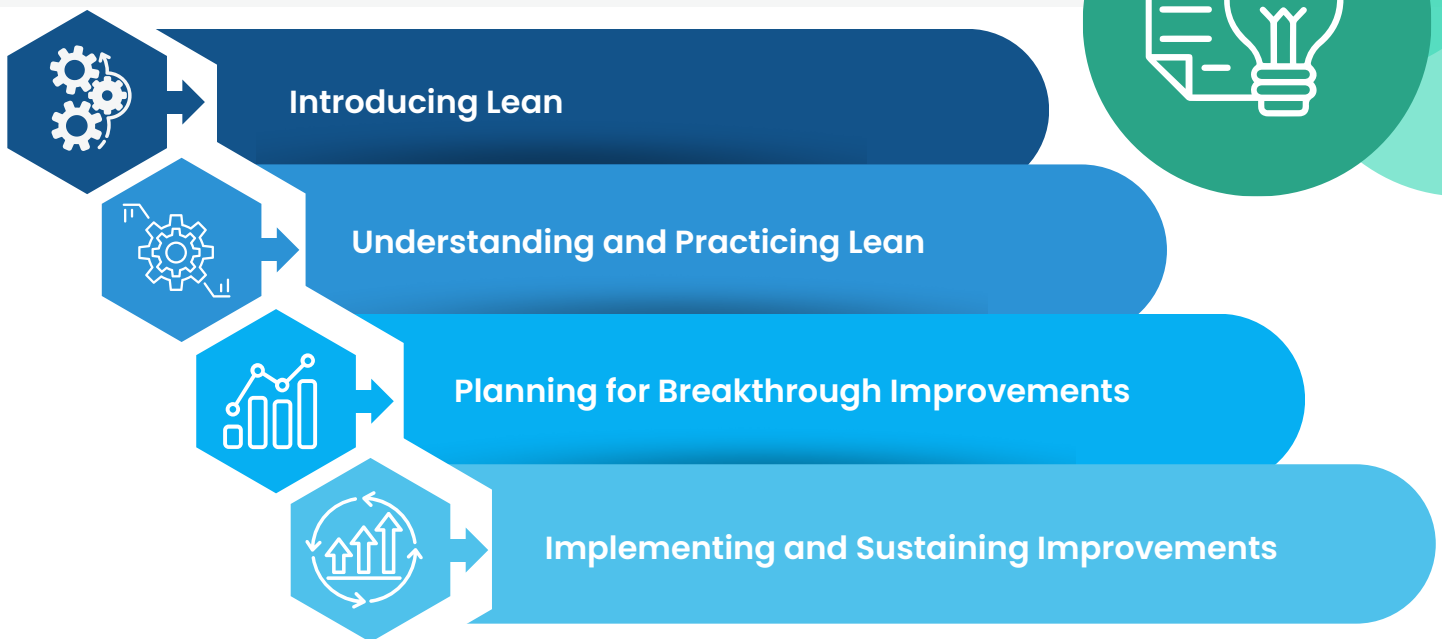 Introducing Lean
Understanding and Practicing Lean
Planning for Breakthrough Improvements
Implementing and Sustaining Improvements